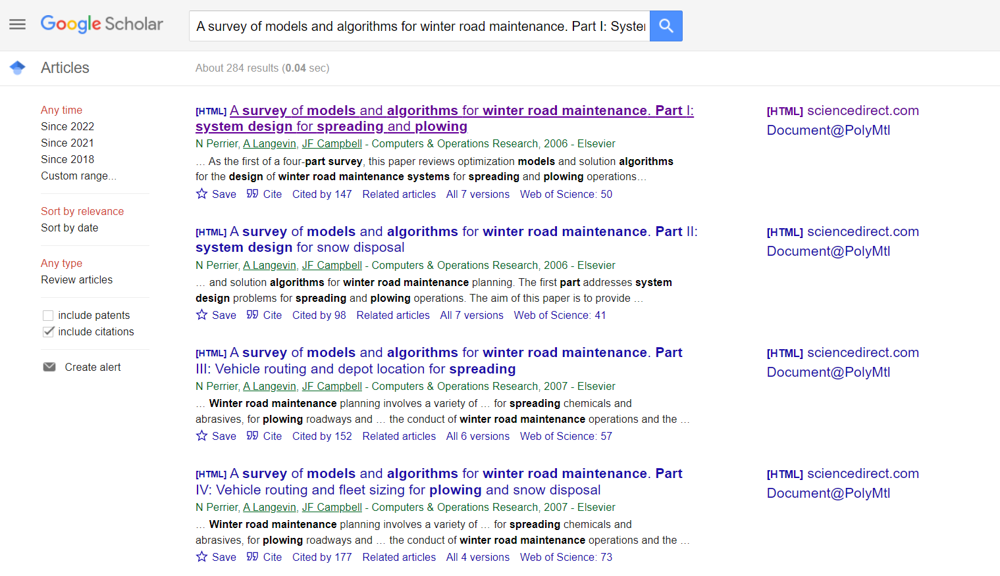 Google Scholar
A survey of models and algorithms for winter road maintenance. Part I: Syste
Articles
About 284 results (0.04 sec)
Any time
Since 2022
Since 2021
Since 2018
Custom range...
Sort by relevance
Sort by date
Any type
Review articles
include patents
include citations
Create alert
[HTML] A survey of models and algorithms for winter road maintenance. Part I:
system design for spreading and plowing
N Perrier, A Langevin, JF Campbell - Computers & Operations Research, 2006 - Elsevier
… As the first of a four-part survey, this paper reviews optimization models and solution algorithms
for the design of winter road maintenance systems for spreading and plowing operations…
Save Cite Cited by 147 Related articles All 7 versions Web of Science: 50
[HTML] sciencedirect.com
Document@PolyMtl
[HTML] A survey of models and algorithms for winter road maintenance. Part II:
system design for snow disposal
N Perrier, A Langevin, JF Campbell - Computers & Operations Research, 2006 - Elsevier
… and solution algorithms for winter road maintenance planning. The first part addresses system
design problems for spreading and plowing operations. The aim of this paper is to provide …
Save Cite Cited by 98 Related articles All 7 versions Web of Science: 41
[HTML] sciencedirect.com
Document@PolyMtl
[HTML] A survey of models and algorithms for winter road maintenance. Part
III: Vehicle routing and depot location for spreading
N Perrier, A Langevin, JF Campbell - Computers & Operations Research, 2007 - Elsevier
… Winter road maintenance planning involves a variety of … for spreading chemicals and
abrasives, for plowing roadways and … the conduct of winter road maintenance operations and the …
Save Cite Cited by 152 Related articles All 6 versions Web of Science: 57
[HTML] sciencedirect.com
Document@PolyMtl
[HTML] A survey of models and algorithms for winter road maintenance. Part
IV: Vehicle routing and fleet sizing for plowing and snow disposal
N Perrier, A Langevin, JF Campbell - Computers & Operations Research, 2007 - Elsevier
… Winter road maintenance planning involves a variety of … for spreading chemicals and
abrasives, for plowing roadways and … the conduct of winter road maintenance operations and the …
Save Cite Cited by 177 Related articles All 4 versions Web of Science: 73
[HTML] sciencedirect.com
Document@PolyMtl